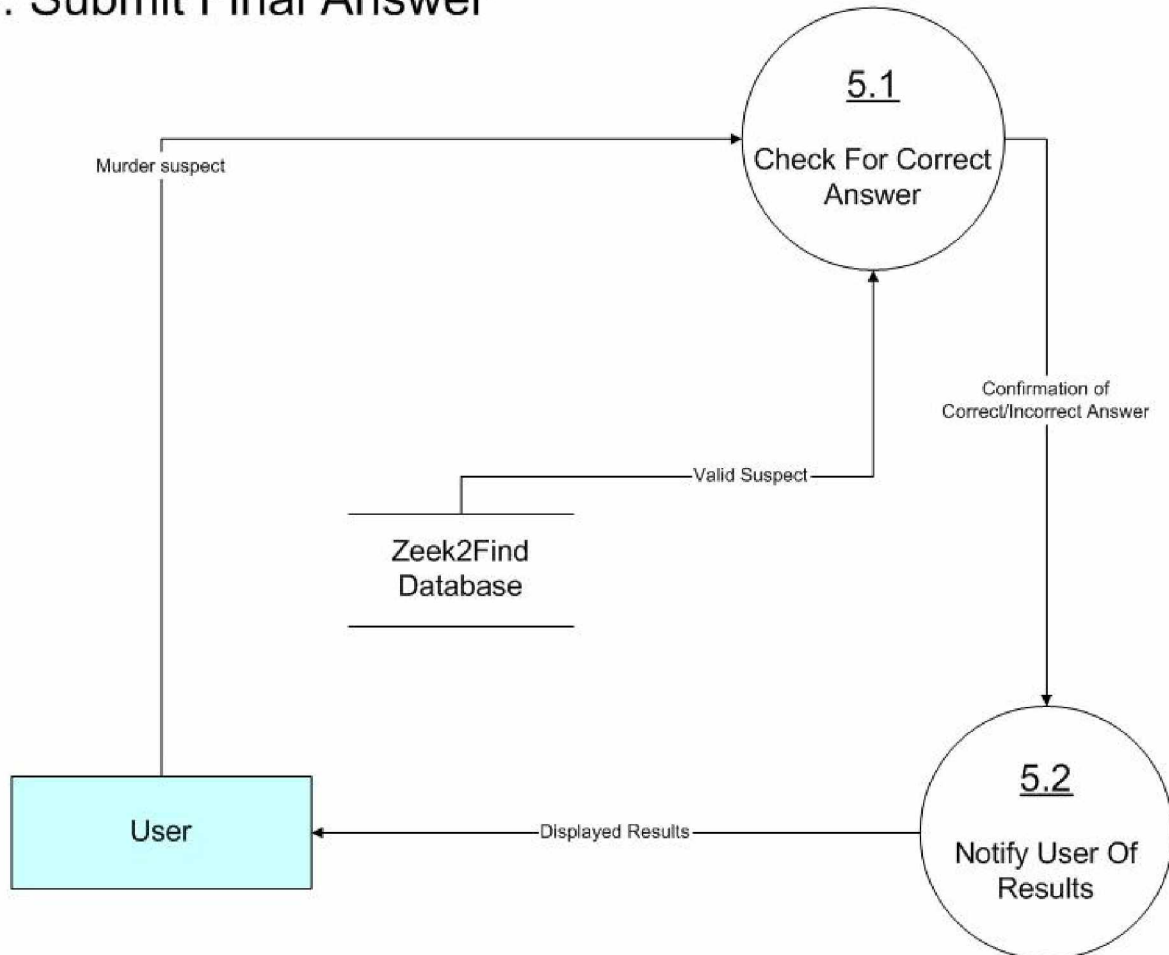 . Submit Final Answer
5.1
Check For Correct
Answer
Murder suspect
Confirmation of
Correct/Incorrect Answer
Valid Suspect
Zeek2Find
Database
5.2
Notify User Of
Results
User
Displayed Results